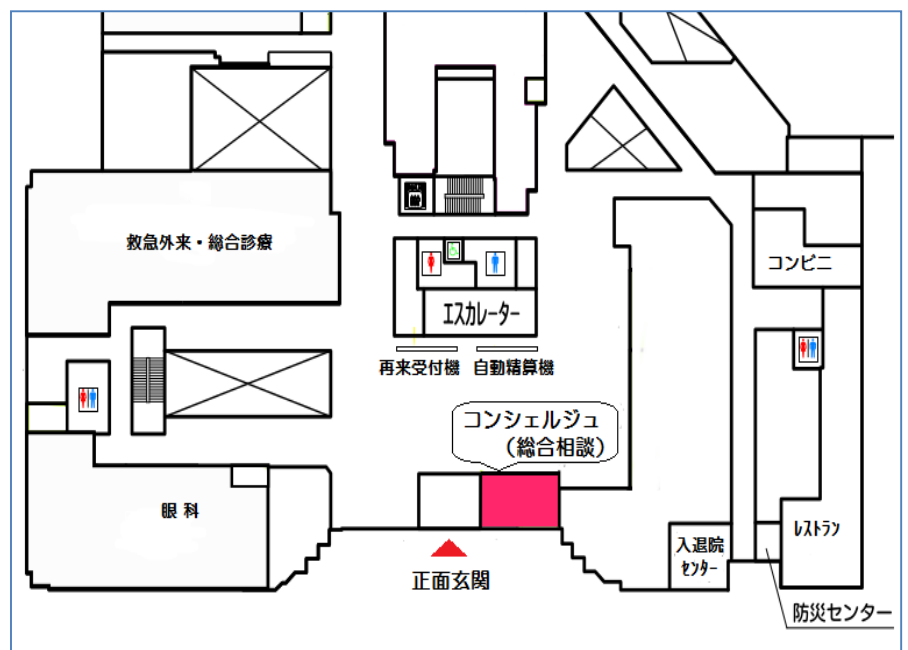 救急外来・総合診療
コンビニ
エスカレーター
再来受付機 自動精算機
コンシェルジュ
(総合相談)
眼 科
レストラン
入退院
センター
正面玄関
防災センター